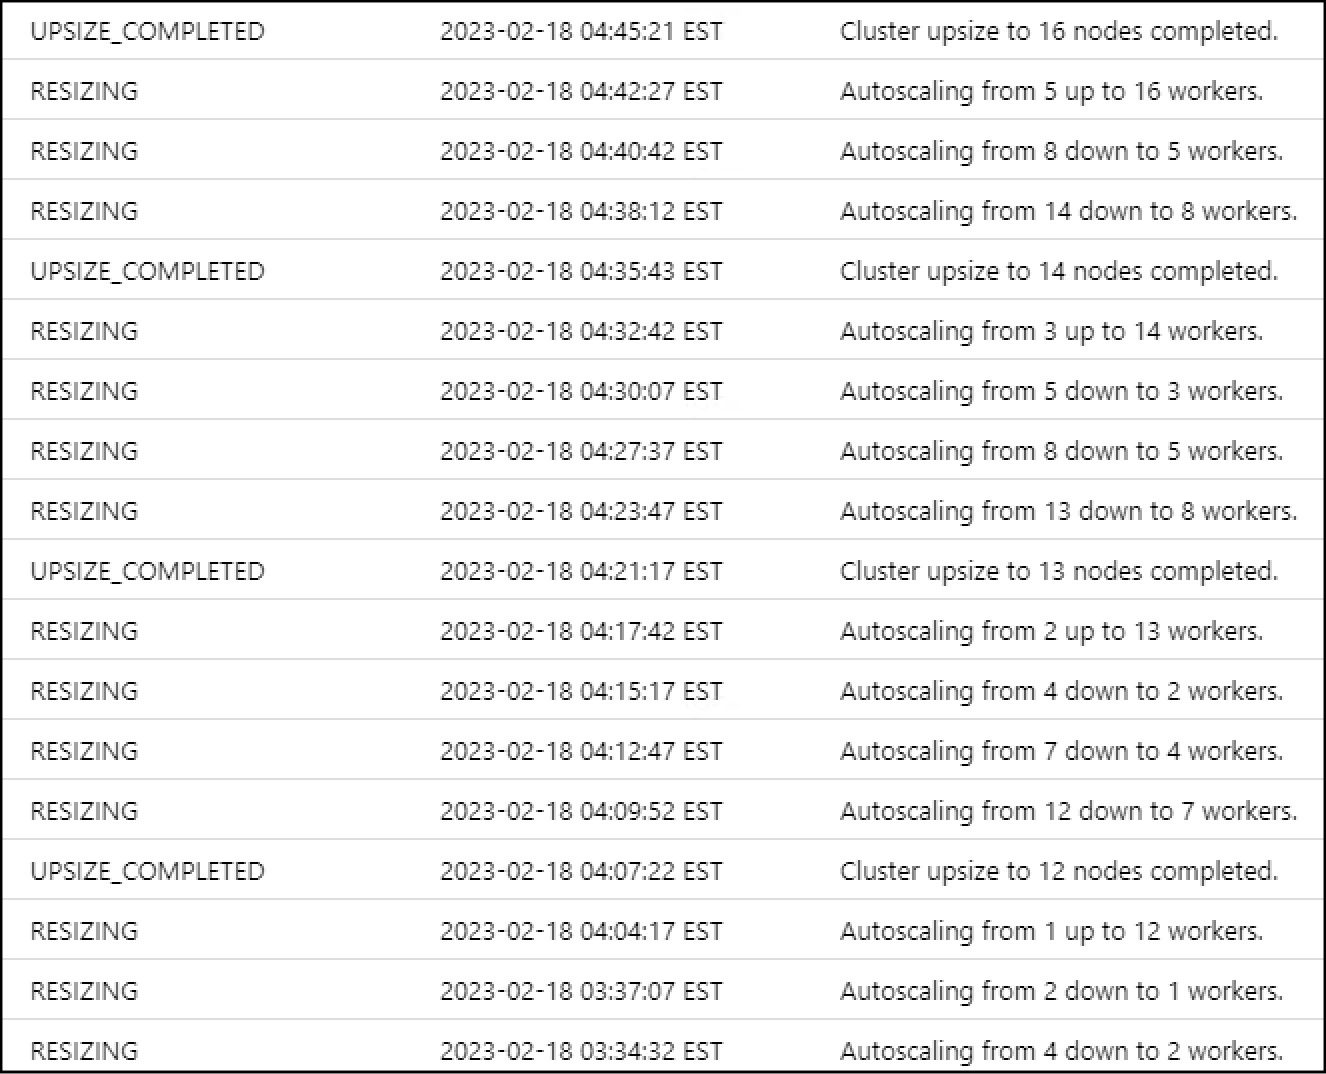 UPSIZE_COMPLETED 2023-02-18 04:45:21 EST Cluster upsize to 16 nodes completed.
RESIZING 2023-02-18 04:42:27 EST Autoscaling from 5 up to 16 workers.
RESIZING 2023-02-18 04:40:42 EST Autoscaling from 8 down to 5 workers.
RESIZING 2023-02-18 04:38:12 EST Autoscaling from 14 down to 8 workers.
UPSIZE_COMPLETED 2023-02-18 04:35:43 EST Cluster upsize to 14 nodes completed.
RESIZING 2023-02-18 04:32:42 EST Autoscaling from 3 up to 14 workers.
RESIZING 2023-02-18 04:30:07 EST Autoscaling from 5 down to 3 workers.
RESIZING 2023-02-18 04:27:37 EST Autoscaling from 8 down to 5 workers.
RESIZING 2023-02-18 04:23:47 EST Autoscaling from 13 down to 8 workers.
UPSIZE_COMPLETED 2023-02-18 04:21:17 EST Cluster upsize to 13 nodes completed.
RESIZING 2023-02-18 04:17:42 EST Autoscaling from 2 up to 13 workers.
RESIZING 2023-02-18 04:15:17 EST Autoscaling from 4 down to 2 workers.
RESIZING 2023-02-18 04:12:47 EST Autoscaling from 7 down to 4 workers.
RESIZING 2023-02-18 04:09:52 EST Autoscaling from 12 down to 7 workers.
UPSIZE_COMPLETED 2023-02-18 04:07:22 EST Cluster upsize to 12 nodes completed.
RESIZING 2023-02-18 04:04:17 EST Autoscaling from 1 up to 12 workers.
RESIZING 2023-02-18 03:37:07 EST Autoscaling from 2 down to 1 workers.
RESIZING 2023-02-18 03:34:32 EST Autoscaling from 4 down to 2 workers.